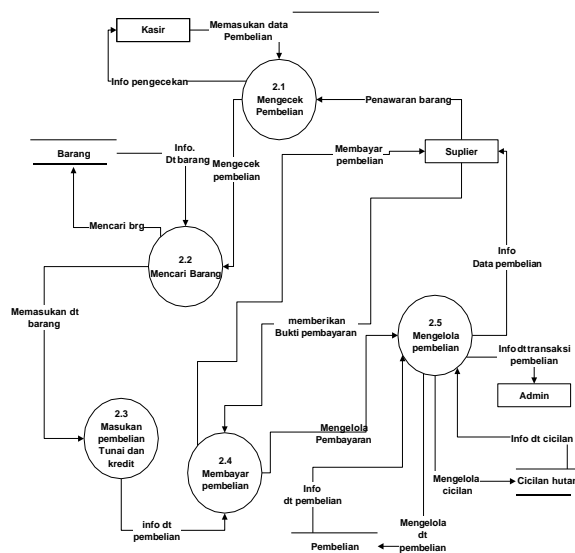 Kasir
Memasukan data
Pembelian
Info pengecekan
2.1
Mengecek
Pembelian
Penawaran barang
Barang
Info.
Dt barang
Mengecek
pembelian
Membayar
pembelian
Suplier
Mencari brg
2.2
Mencari Barang
Info
Data pembelian
Memasukan dt
barang
memberikan
Bukti pembayaran
2.5
Mengelola
pembelian
Info dt transaksi
pembelian
Admin
2.3
Masukan
pembelian
Tunai dan
kredit
2.4
Membayar
pembelian
Mengelola
Pembayaran
Info dt cicilan
Info
dt pembelian
Mengelola
cicilan
Cicilan hutan
info dt
pembelian
Mengelola
dt
pembelian
Pembelian